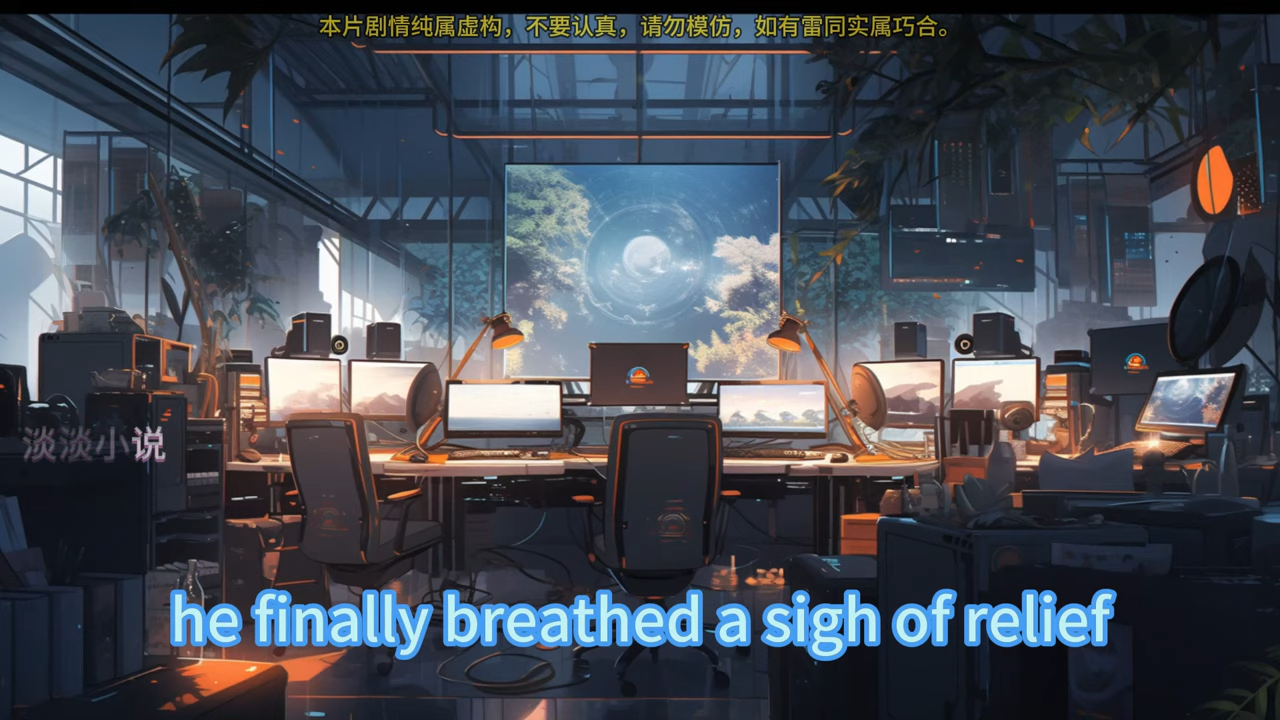 本片剧情纯属虚构，不要认真，请勿模仿，如有雷同实属巧合。
淡淡小说
he finally breathed a sigh of relief